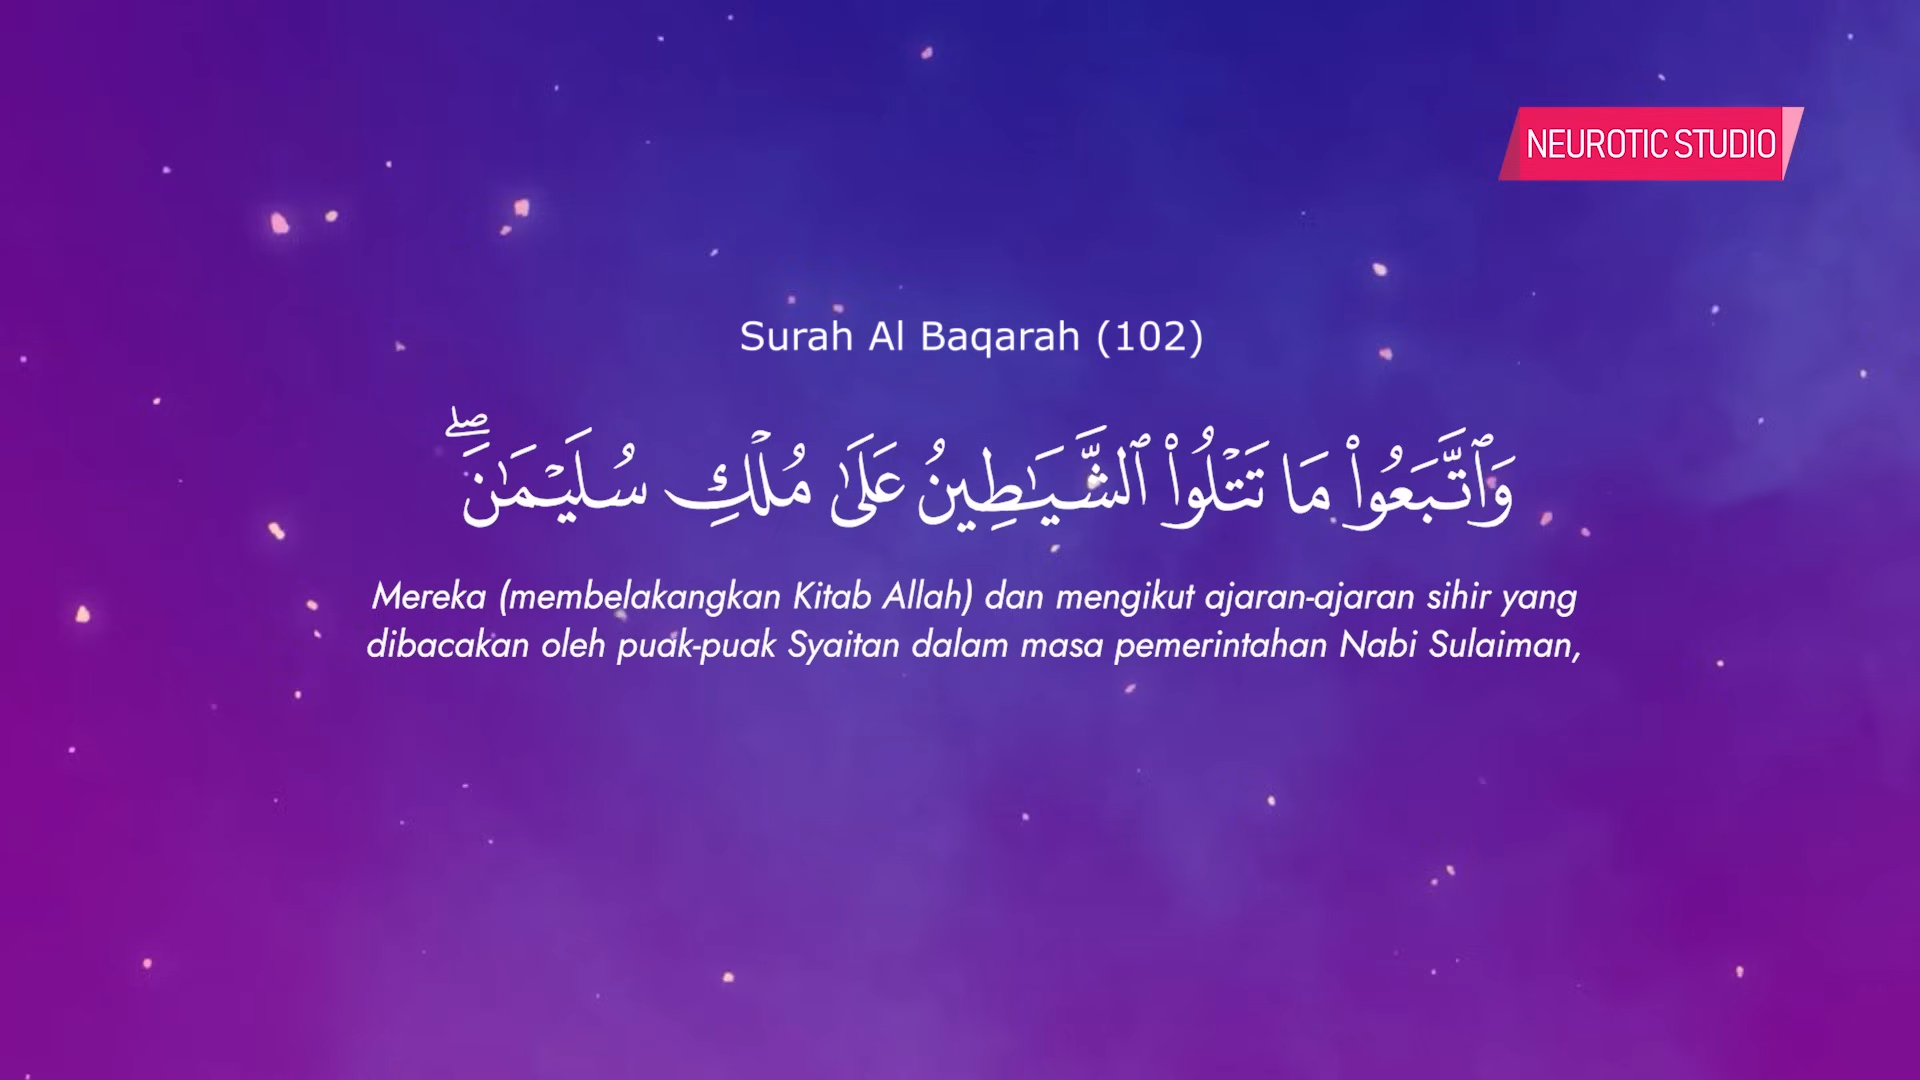 NEUROTIC STUDIO
Surah Al Baqarah (102)
وَٱتَّبَعُوا۟ مَا تَتْلُوا۟ ٱلشَّيَـٰطِينُ عَلَىٰ مُلْكِ سُلَيْمَـٰنَ ۖ
Mereka (membelakangkan Kitab Allah) dan mengikut ajaran-ajaran sihir yang
dibacakan oleh puak-puak Syaitan dalam masa pemerintahan Nabi Sulaiman,